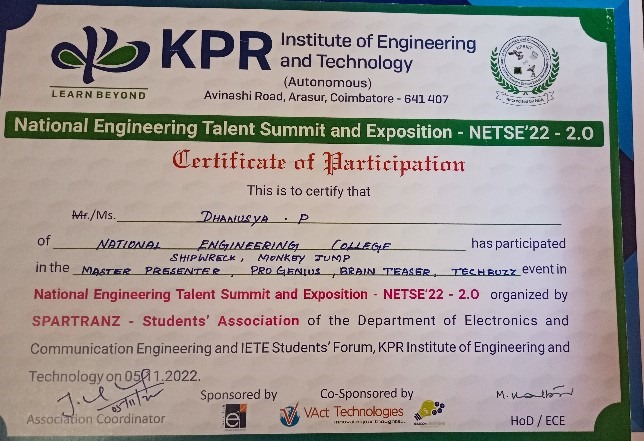 KPR Institute of Engineering
and Technology
(Autonomous)
LEARN BEYOND
Avinashi Road, Arasur, Coimbatore - 641 407
National Engineering Talent Summit and Exposition - NETSE'22 - 2.0
Certificate of Participation
This is to certify that
Mr./Ms. DHANUSYA . P
of NATIONAL ENGINEERING COLLEGE has participated
SHIPWRECK, MONKEY JUMP
in the MASTER PRESENTER, PRO GENIUS, BRAIN TEASER, TECHBUZZ event in
National Engineering Talent Summit and Exposition - NETSE'22 - 2.0 organized by
SPARTRANZ - Students' Association of the Department of Electronics and
Communication Engineering and IETE Students' Forum, KPR Institute of Engineering and
Technology on 05.11.2022.
05/11/22
Sponsored by Co-Sponsored by
VAct Technologies
Association Coordinator
HoD / ECE